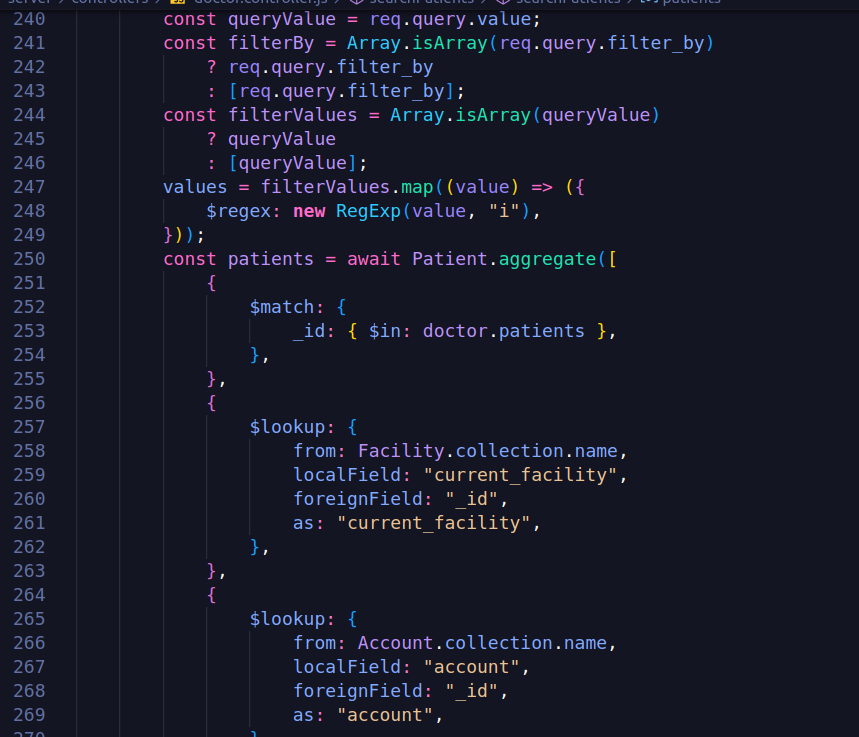 server > controllers > doctor.controller.js > searchPatients > searchPatients > patients
240 const queryValue = req.query.value;
241 const filterBy = Array.isArray(req.query.filter_by)
242 ? req.query.filter_by
243 : [req.query.filter_by];
244 const filterValues = Array.isArray(queryValue)
245 ? queryValue
246 : [queryValue];
247 values = filterValues.map((value) => ({
248 $regex: new RegExp(value, "i"),
249 }));
250 const patients = await Patient.aggregate([
251 {
252 $match: {
253 _id: { $in: doctor.patients },
254 },
255 },
256 {
257 $lookup: {
258 from: Facility.collection.name,
259 localField: "current_facility",
260 foreignField: "_id",
261 as: "current_facility",
262 },
263 },
264 {
265 $lookup: {
266 from: Account.collection.name,
267 localField: "account",
268 foreignField: "_id",
269 as: "account",
270 }